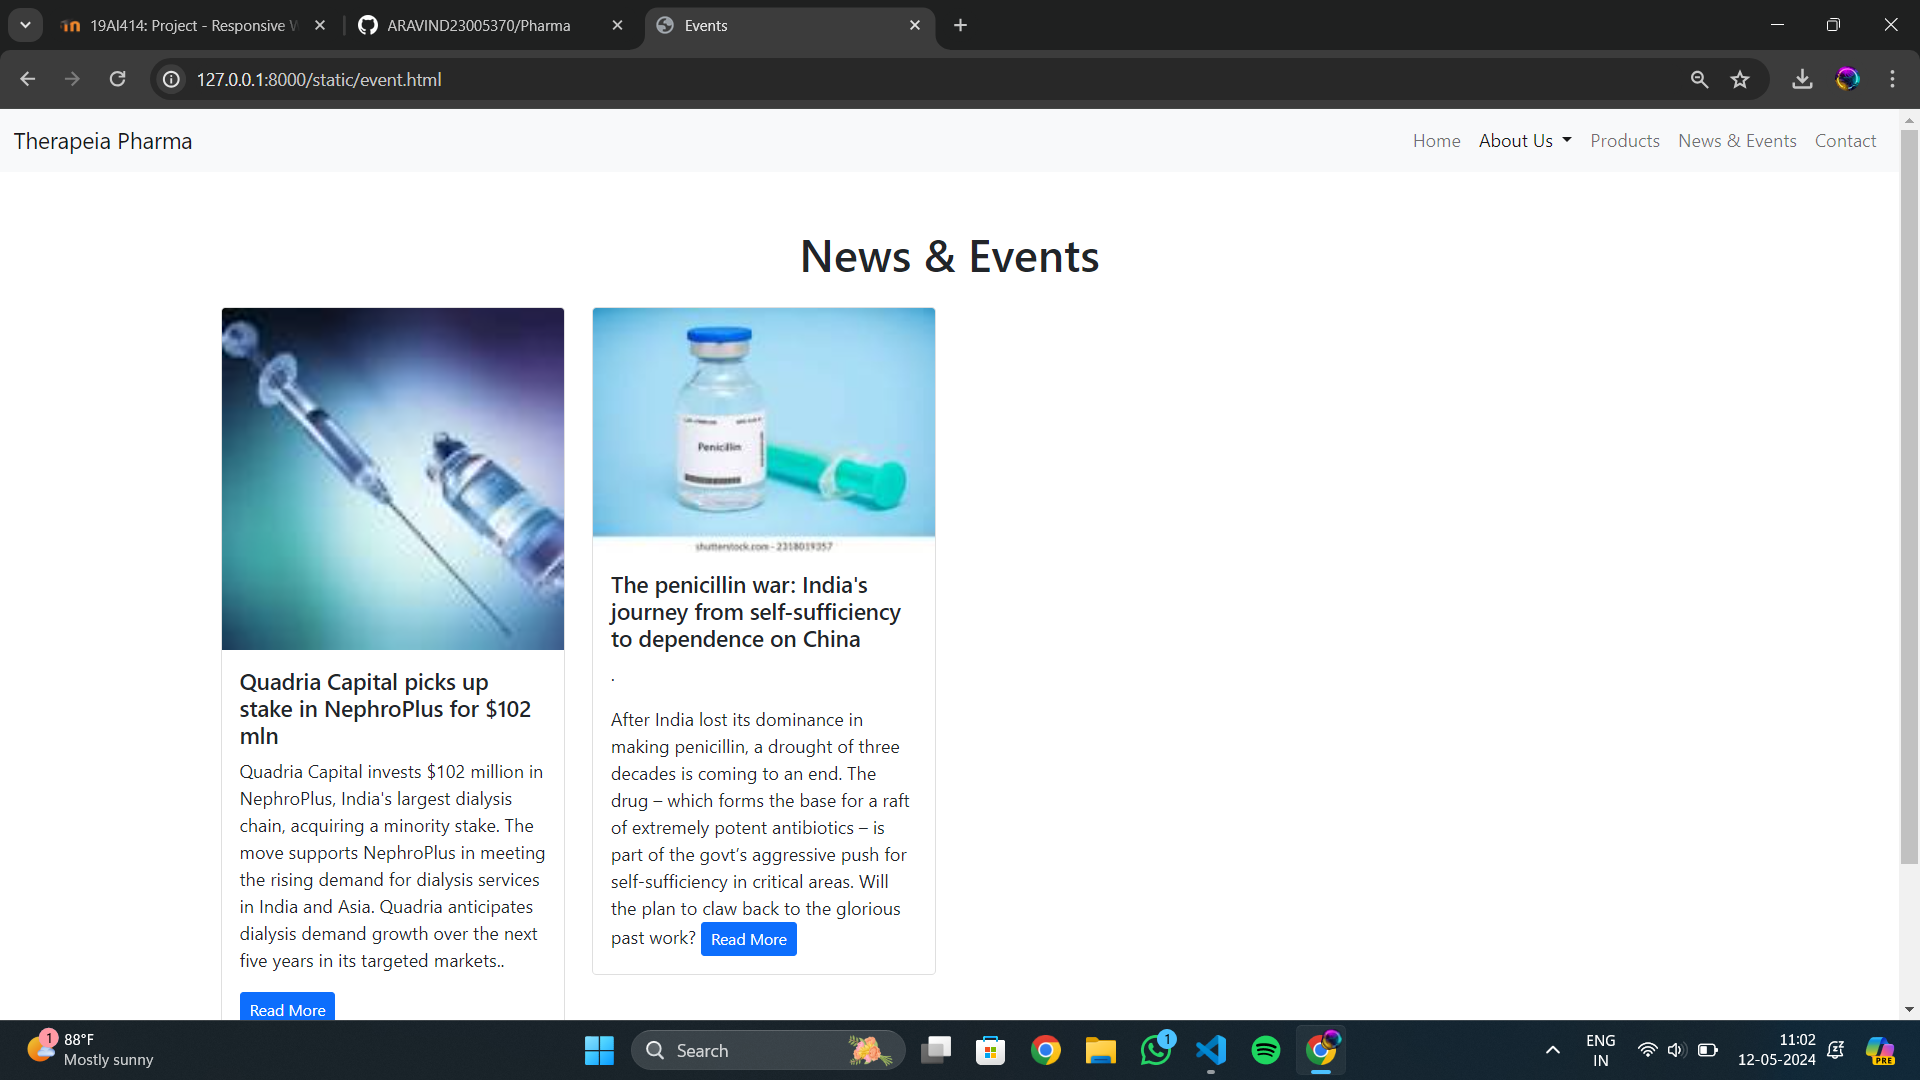 19AI414: Project - Responsive W
ARAVIND23005370/Pharma
Events
127.0.0.1:8000/static/event.html
Therapeia Pharma
Home
About Us
Products
News & Events
Contact
News & Events
Penicillin
shutterstock.com · 2318019357
Quadria Capital picks up
stake in NephroPlus for $102
mln
Quadria Capital invests $102 million in
NephroPlus, India's largest dialysis
chain, acquiring a minority stake. The
move supports NephroPlus in meeting
the rising demand for dialysis services
in India and Asia. Quadria anticipates
dialysis demand growth over the next
five years in its targeted markets..
Read More
The penicillin war: India's
journey from self-sufficiency
to dependence on China
.
After India lost its dominance in
making penicillin, a drought of three
decades is coming to an end. The
drug – which forms the base for a raft
of extremely potent antibiotics – is
part of the govt’s aggressive push for
self-sufficiency in critical areas. Will
the plan to claw back to the glorious
past work? Read More
1
88°F
Mostly sunny
Search
1
ENG
IN
11:02
12-05-2024
PRE